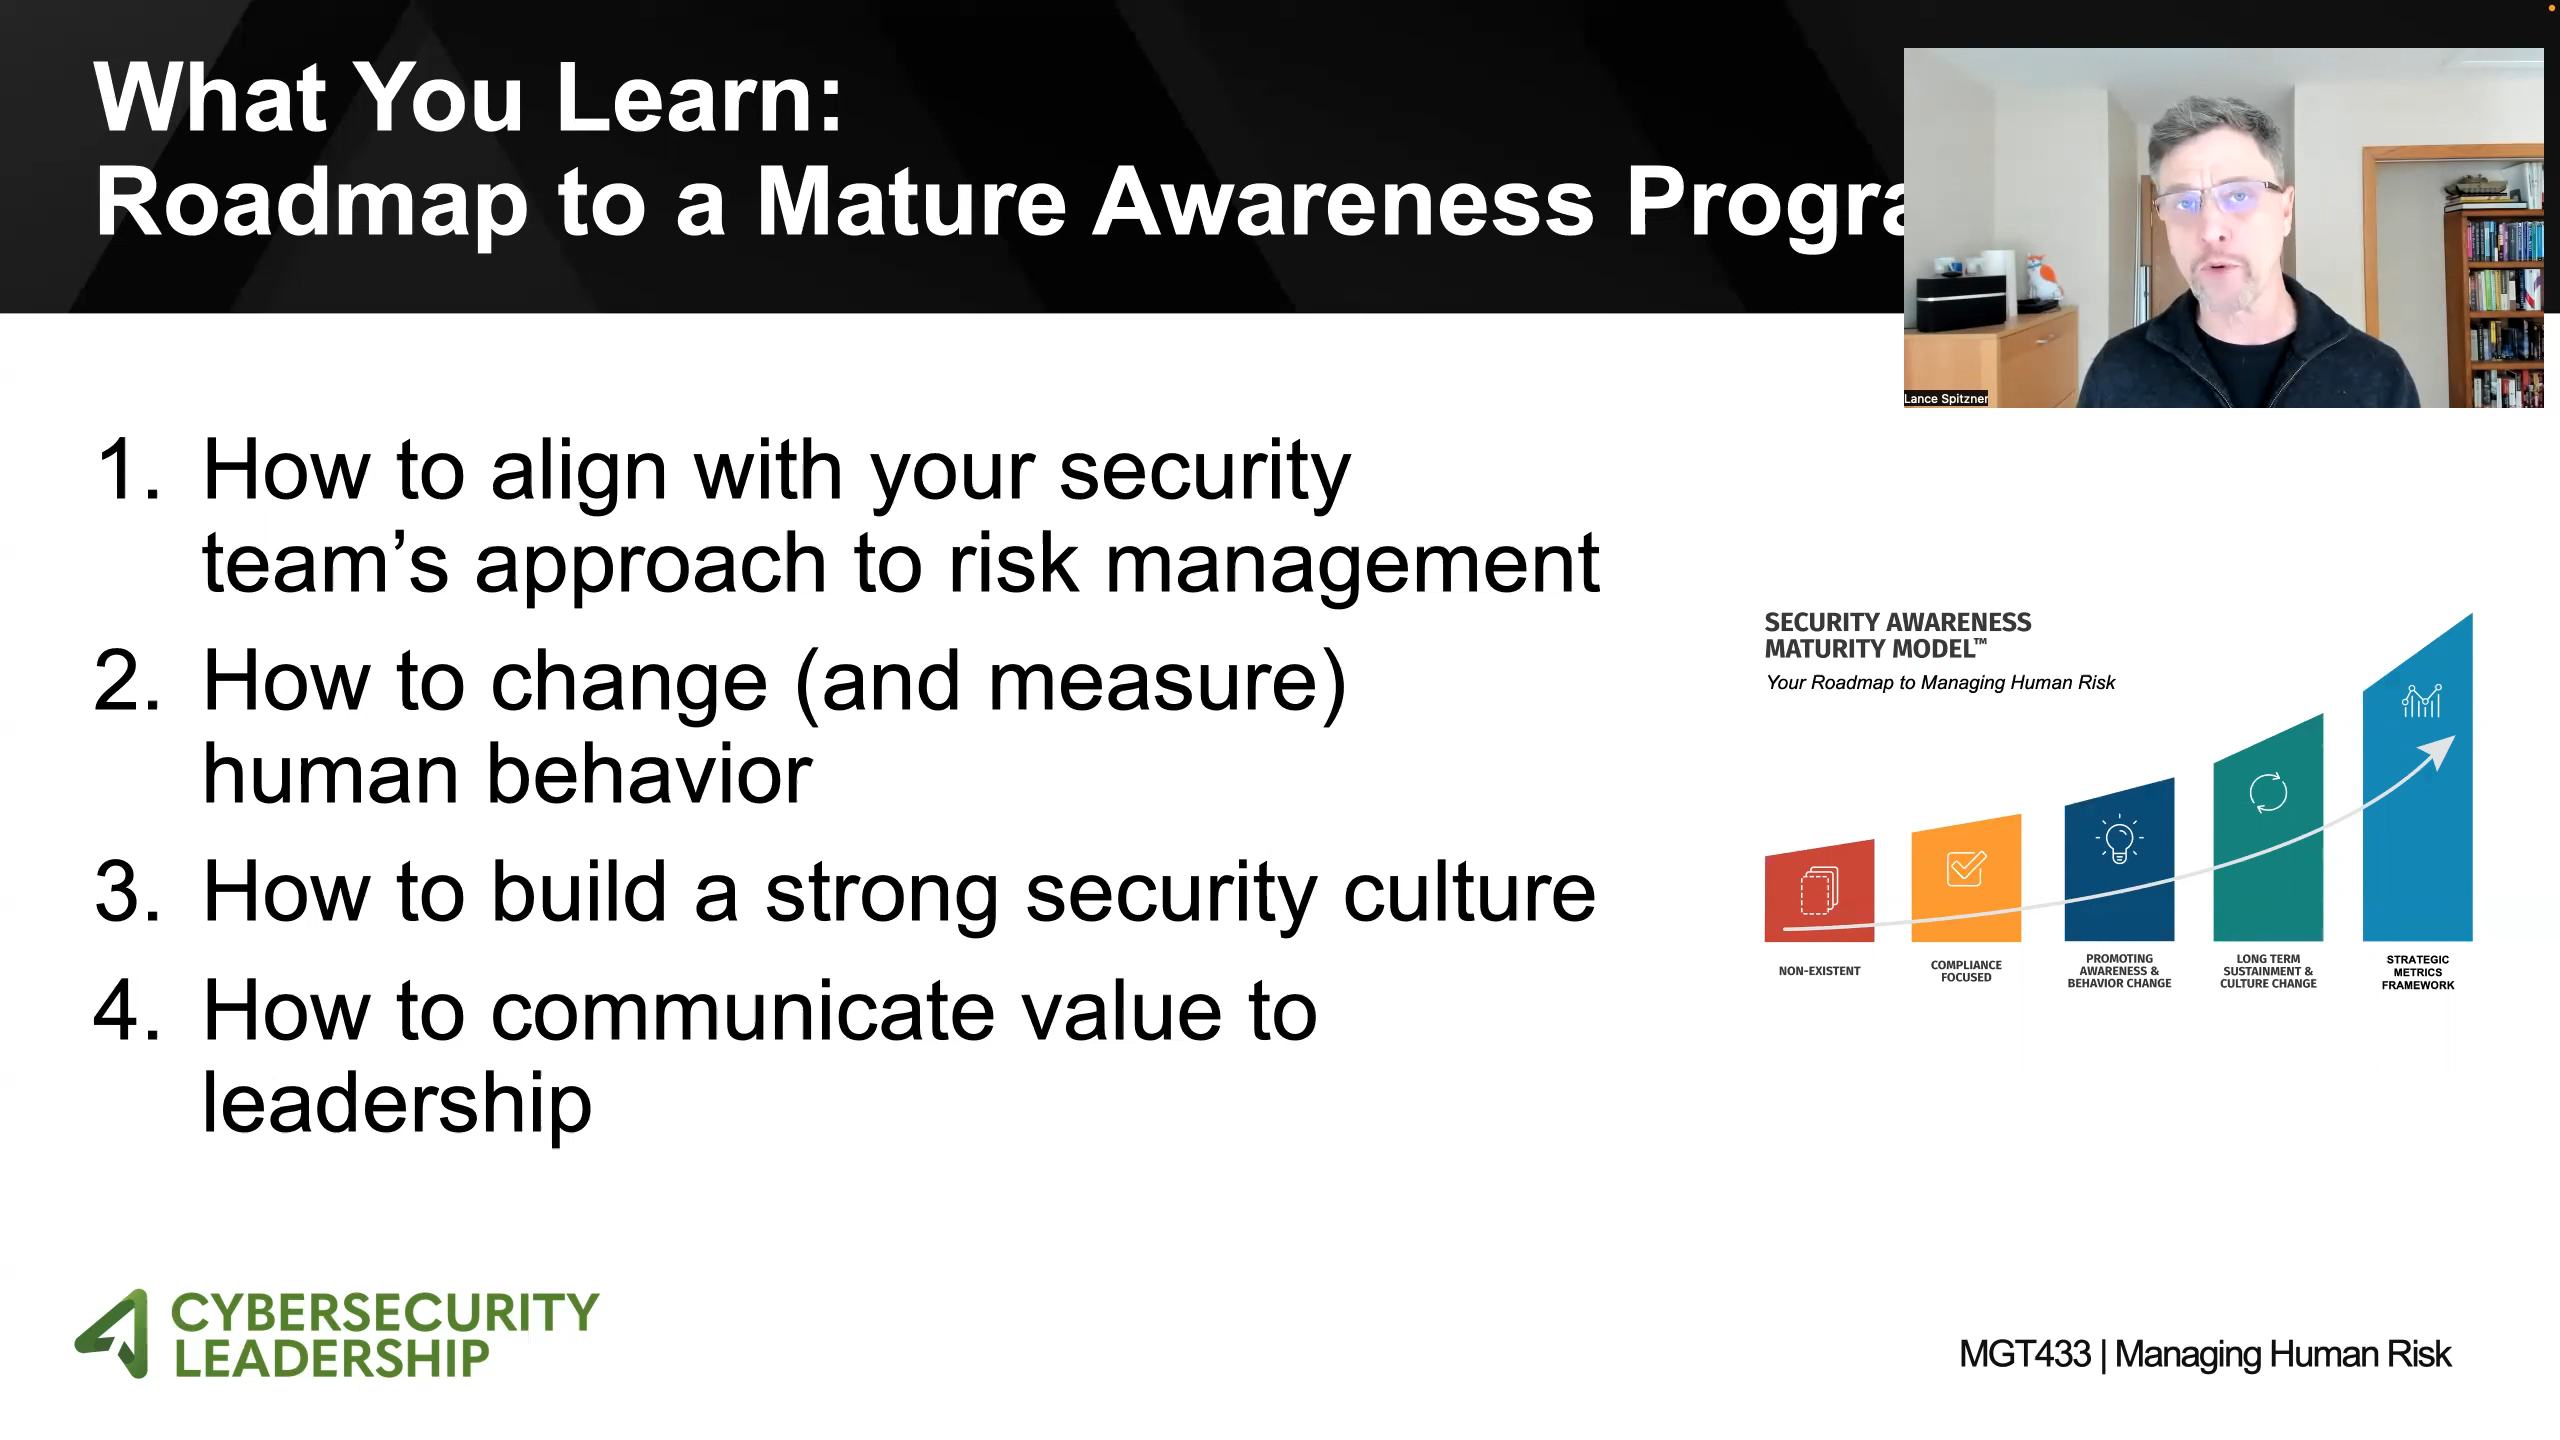 What You Learn:
Roadmap to a Mature Awareness Progra
Lance Spitzner
1. How to align with your security
team’s approach to risk management
2. How to change (and measure)
human behavior
3. How to build a strong security culture
4. How to communicate value to
leadership
SECURITY AWARENESS
MATURITY MODEL™
Your Roadmap to Managing Human Risk
NON-EXISTENT
COMPLIANCE
FOCUSED
PROMOTING
AWARENESS &
BEHAVIOR CHANGE
LONG TERM
SUSTAINMENT &
CULTURE CHANGE
STRATEGIC
METRICS
FRAMEWORK
CYBERSECURITY
LEADERSHIP
MGT433 | Managing Human Risk